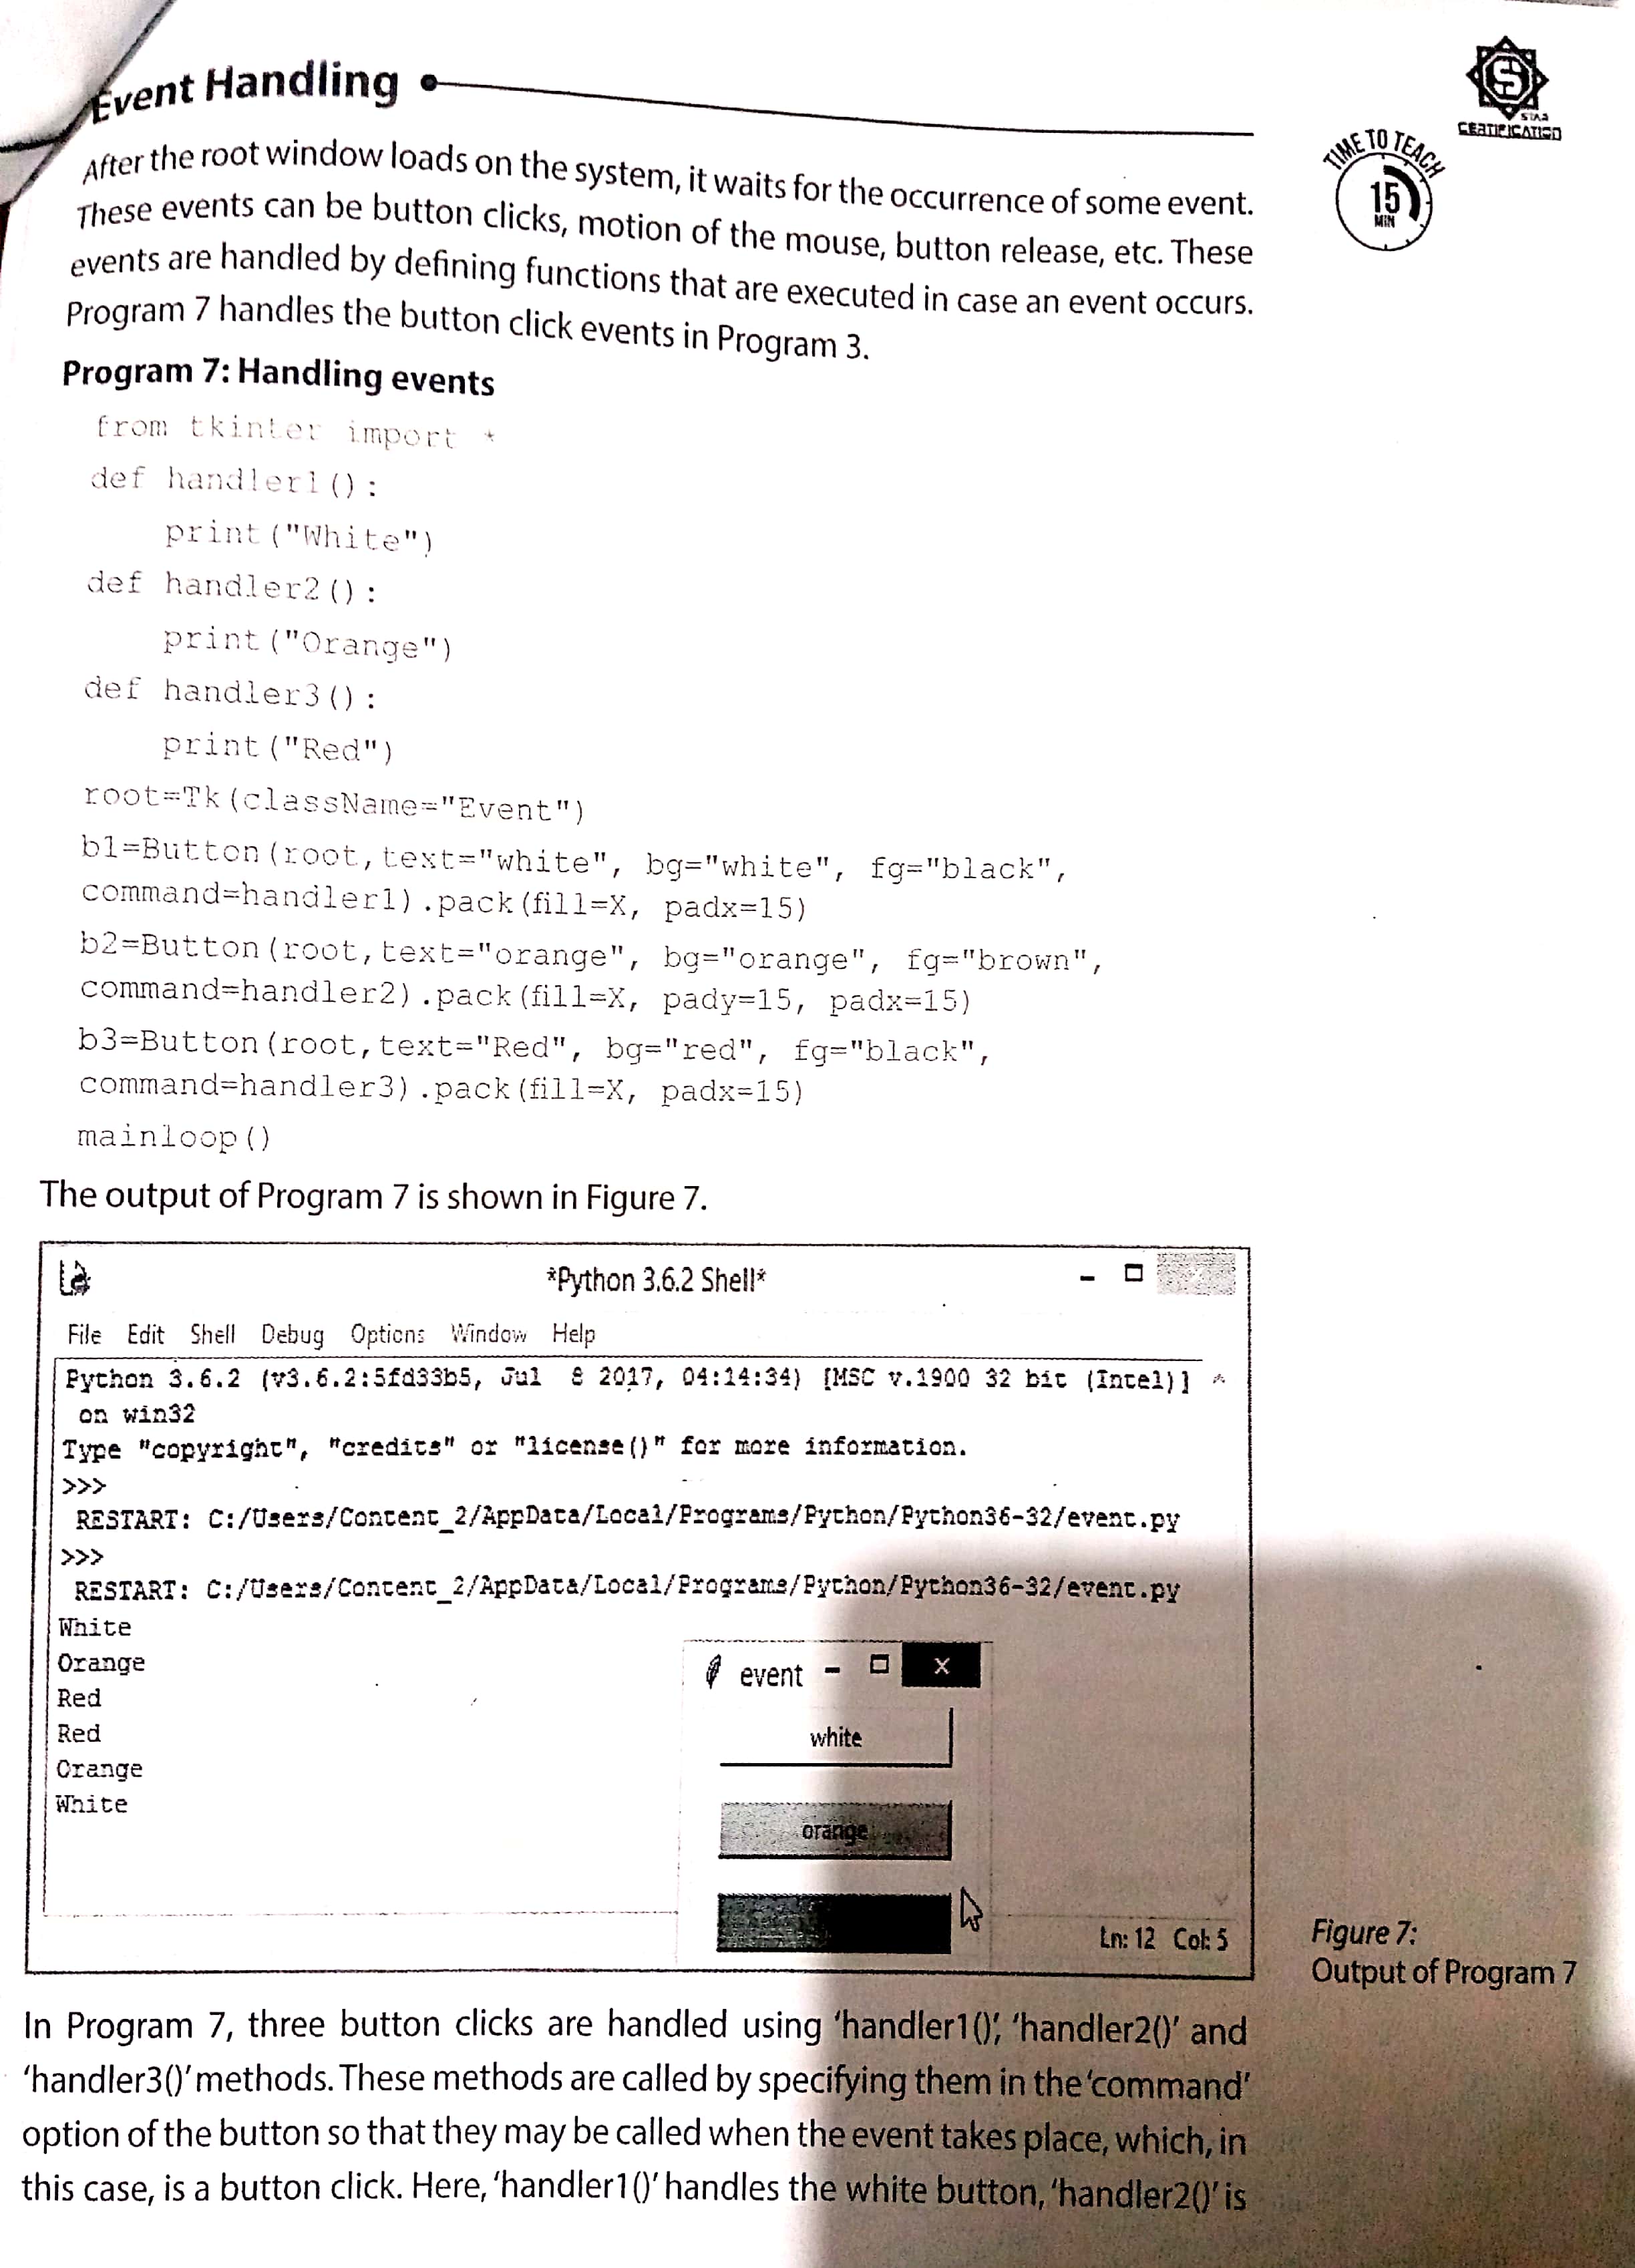 Event Handling
STAR
CERTIFICATION
TIME TO TEACH
15
MIN
After the root window loads on the system, it waits for the occurrence of some event.
These events can be button clicks, motion of the mouse, button release, etc. These
events are handled by defining functions that are executed in case an event occurs.
Program 7 handles the button click events in Program 3.
Program 7: Handling events
from tkinter import *
def handler1():
print("White")
def handler2():
print("Orange")
def handler3():
print("Red")
root=Tk(className="Event")
b1=Button(root,text="white", bg="white", fg="black",
command=handler1).pack(fill=X, padx=15)
b2=Button(root,text="orange", bg="orange", fg="brown",
command=handler2).pack(fill=X, pady=15, padx=15)
b3=Button(root,text="Red", bg="red", fg="black",
command=handler3).pack(fill=X, padx=15)
mainloop()
The output of Program 7 is shown in Figure 7.
*Python 3.6.2 Shell*
File Edit Shell Debug Options Window Help
Python 3.6.2 (v3.6.2:5fd33b5, Jul 8 2017, 04:14:34) [MSC v.1900 32 bit (Intel)]
on win32
Type "copyright", "credits" or "license()" for more information.
>>>
RESTART: C:/Users/Content_2/AppData/Local/Programs/Python/Python36-32/event.py
>>>
RESTART: C:/Users/Content_2/AppData/Local/Programs/Python/Python36-32/event.py
White
Orange
Red
Red
Orange
White
event
white
orange
Ln: 12 Col: 5
Figure 7:
Output of Program 7
In Program 7, three button clicks are handled using 'handler1()', 'handler2()' and
'handler3()' methods. These methods are called by specifying them in the 'command'
option of the button so that they may be called when the event takes place, which, in
this case, is a button click. Here, 'handler1()' handles the white button, 'handler2()' is